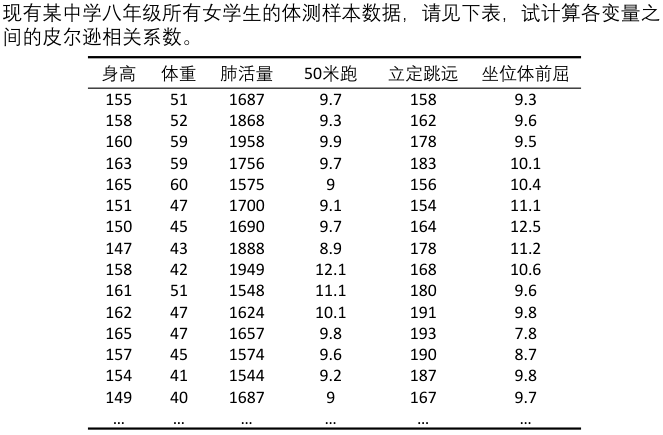 现有某中学八年级所有女学生的体测样本数据，请见下表，试计算各变量之
间的皮尔逊相关系数。
身高 体重 肺活量 50米跑 立定跳远 坐位体前屈
155 51 1687 9.7 158 9.3
158 52 1868 9.3 162 9.6
160 59 1958 9.9 178 9.5
163 59 1756 9.7 183 10.1
165 60 1575 9 156 10.4
151 47 1700 9.1 154 11.1
150 45 1690 9.7 164 12.5
147 43 1888 8.9 178 11.2
158 42 1949 12.1 168 10.6
161 51 1548 11.1 180 9.6
162 47 1624 10.1 191 9.8
165 47 1657 9.8 193 7.8
157 45 1574 9.6 190 8.7
154 41 1544 9.2 187 9.8
149 40 1687 9 167 9.7
... ... ... ... ... ...